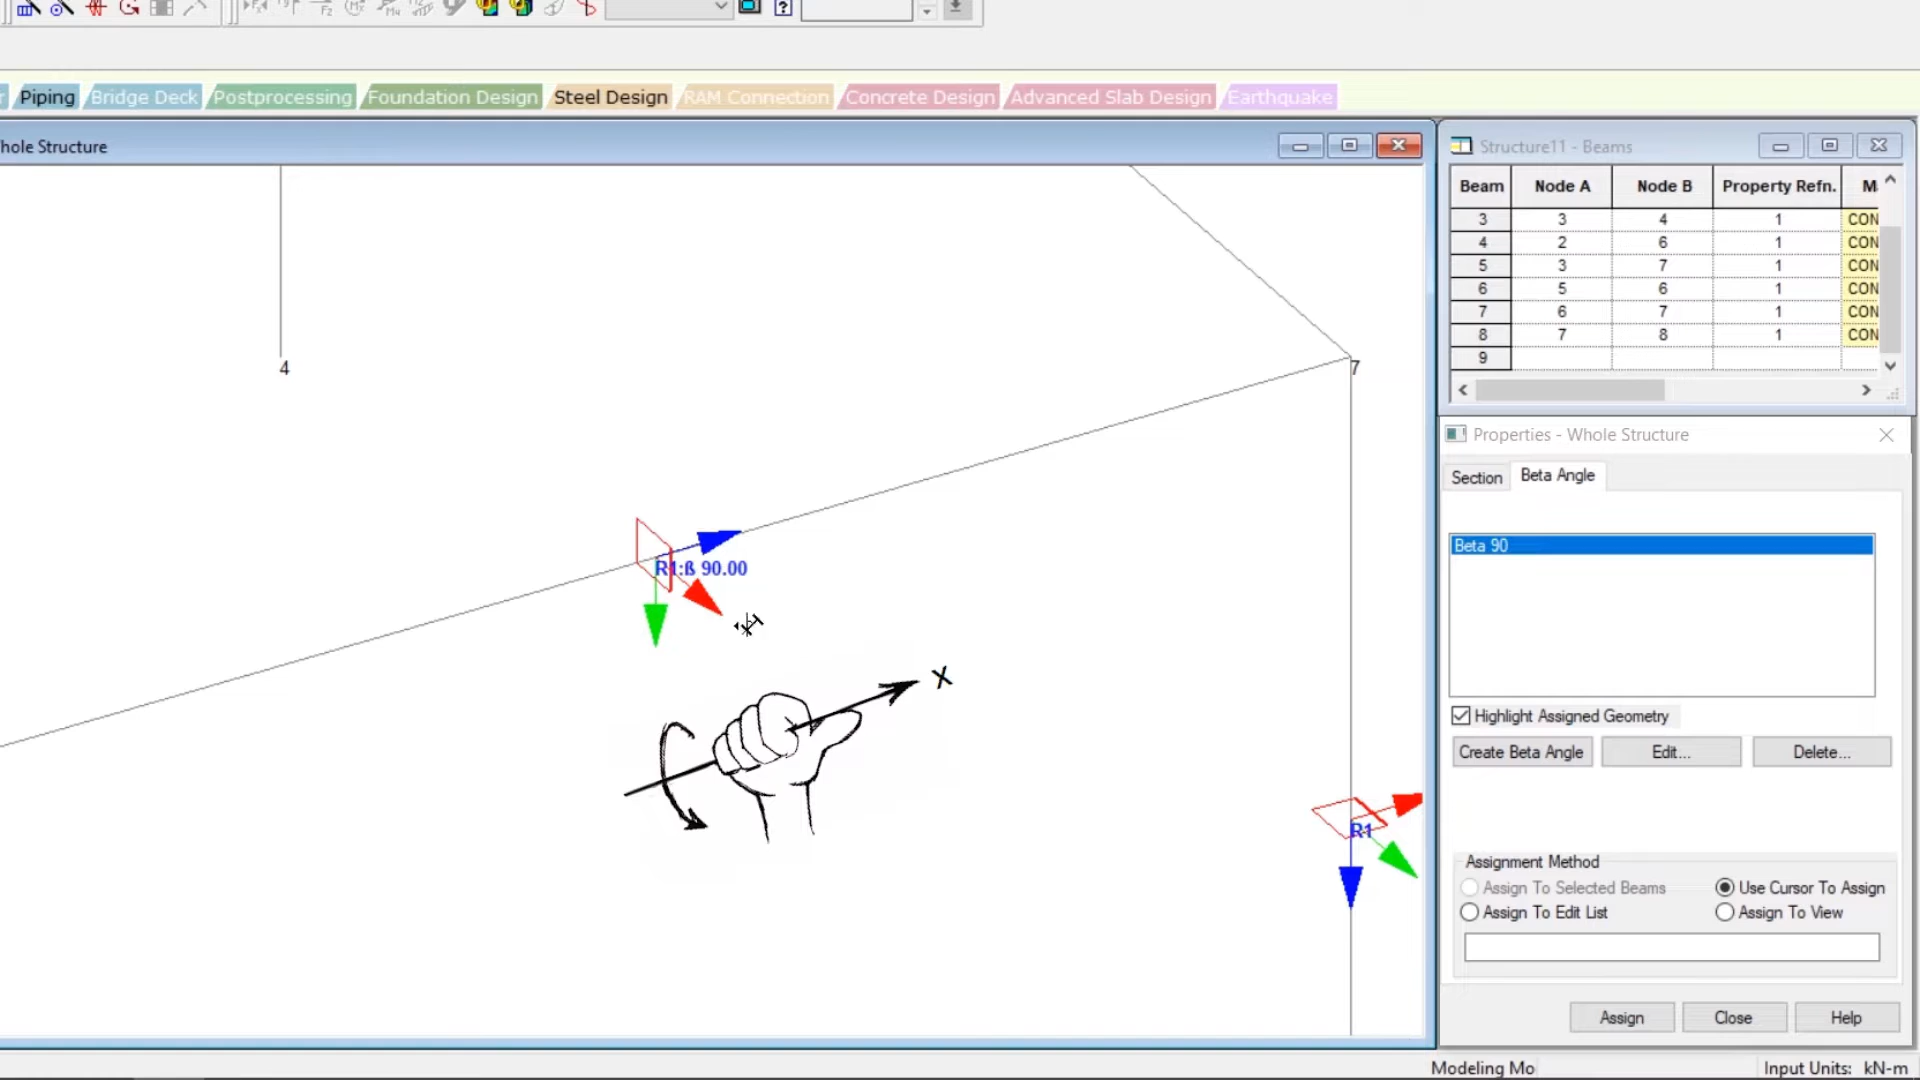 Piping Bridge Deck Postprocessing Foundation Design Steel Design RAM Connection Concrete Design Advanced Slab Design Earthquake
hole Structure
4
7
R1:ß 90.00
X
R1
Structure11 - Beams
Beam Node A Node B Property Refn. M
3 3 4 1 CON
4 2 6 1 CON
5 3 7 1 CON
6 5 6 1 CON
7 6 7 1 CON
8 7 8 1 CON
9
Properties - Whole Structure
Section Beta Angle
Beta 90
Highlight Assigned Geometry
Create Beta Angle Edit... Delete...
Assignment Method
Assign To Selected Beams Use Cursor To Assign
Assign To Edit List Assign To View
Assign Close Help
Modeling Mo Input Units: kN-m